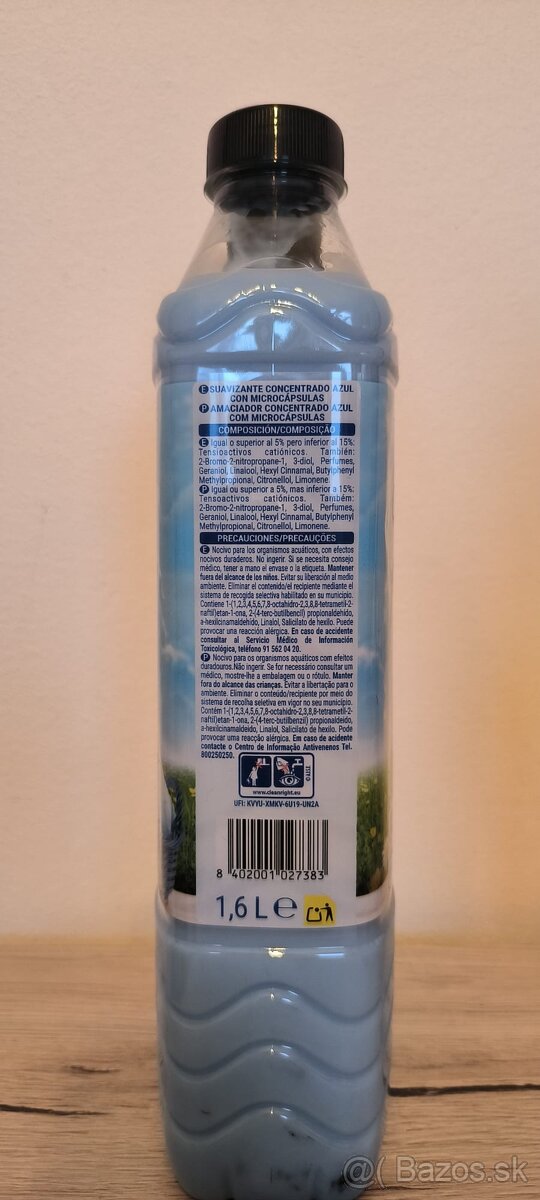 E SUAVIZANTE CONCENTRADO AZUL
CON MICROCÁPSULAS
P AMACIADOR CONCENTRADO AZUL
COM MICROCÁPSULAS
COMPOSICIÓN/COMPOSIÇÃO
E Igual o superior al 5% pero inferior al 15%:
Tensioactivos catiónicos. También:
2-Bromo-2-nitropropane-1, 3-diol, Perfumes,
Geraniol, Linalool, Hexyl Cinnamal, Butylphenyl
Methylpropional, Citronellol, Limonene.
P Igual ou superior a 5%, mas inferior a 15%:
Tensoactivos catiónicos. Também:
2-Bromo-2-nitropropane-1, 3-diol, Perfumes,
Geraniol, Linalool, Hexyl Cinnamal, Butylphenyl
Methylpropional, Citronellol, Limonene.
PRECAUCIONES/PRECAUÇÕES
E Nocivo para los organismos acuáticos, con efectos
nocivos duraderos. No ingerir. Si se necesita consejo
médico, tener a mano el envase o la etiqueta. Mantener
fuera del alcance de los niños. Evitar su liberación al medio
ambiente. Eliminar el contenido/el recipiente mediante el
sistema de recogida selectiva habilitado en su municipio.
Contiene 1-(1,2,3,4,5,6,7,8-octahidro-2,3,8,8-tetrametil-2-
naftil)etan-1-ona, 2-(4-terc-butilbencil) propionaldehído,
a-hexilcinamaldehído, Linalol, Salicilato de hexilo. Puede
provocar una reacción alérgica. En caso de accidente
consultar al Servicio Médico de Información
Toxicológica, teléfono 91 562 04 20.
P Nocivo para os organismos aquáticos com efeitos
duradouros.Não ingerir. Se for necessário consultar um
médico, mostre-lhe a embalagem ou o rótulo. Manter
fora do alcance das crianças. Evitar a libertação para o
ambiente. Eliminar o conteúdo/recipiente por meio do
sistema de recolha seletiva em vigor no seu município.
Contém 1-(1,2,3,4,5,6,7,8-octahidro-2,3,8,8-tetrametil-2-
naftil)etan-1-ona, 2-(4-terc-butilbenzil) propionaldeído,
a-hexilcinamaldeído, Linalol, Salicilato de hexilo. Pode
provocar uma reacção alérgica. Em caso de accidente
contacte o Centro de Informação Antivenenos Tel.
800250250.
www.cleanright.eu
UFI: KVYU-XMKV-6U19-UN2A
8 402001 027383
1,6 L e
@( Bazos.sk